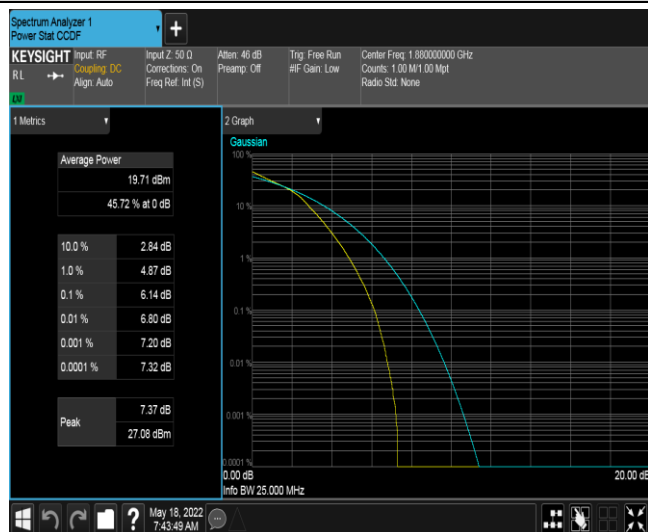 Spectrum Analyzer 1
Power Stat CCDF
+
KEYSIGHT
RL
Input: RF
Coupling: DC
Align: Auto
Input Z: 50 Ω
Corrections: On
Freq Ref: Int (S)
Atten: 46 dB
Preamp: Off
Trig: Free Run
#IF Gain: Low
Center Freq: 1.880000000 GHz
Counts: 1.00 M/1.00 Mpt
Radio Std: None
1 Metrics
Average Power
19.71 dBm
45.72 % at 0 dB
10.0 % 2.84 dB
1.0 % 4.87 dB
0.1 % 6.14 dB
0.01 % 6.80 dB
0.001 % 7.20 dB
0.0001 % 7.32 dB
Peak 7.37 dB
27.08 dBm
2 Graph
Gaussian
100 %
10 %
1 %
0.1 %
0.01 %
0.001 %
0.0001 %
0.00 dB 20.00 dB
Info BW 25.000 MHz
? May 18, 2022
7:43:49 AM